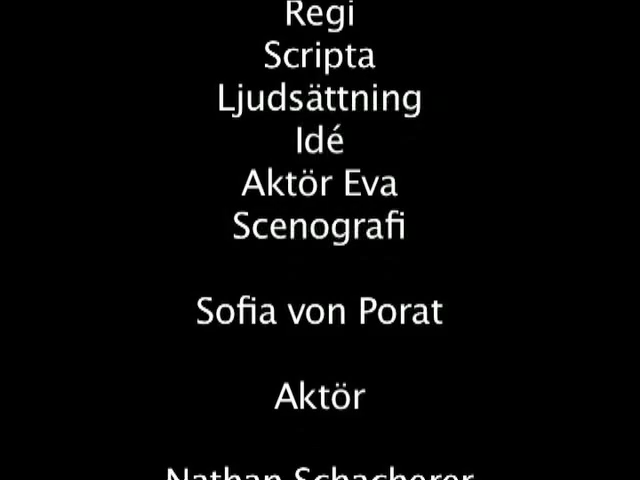 Regi
Scripta
Ljudsättning
Idé
Aktör Eva
Scenografi
Sofia von Porat
Aktör
Nathan Schacherer